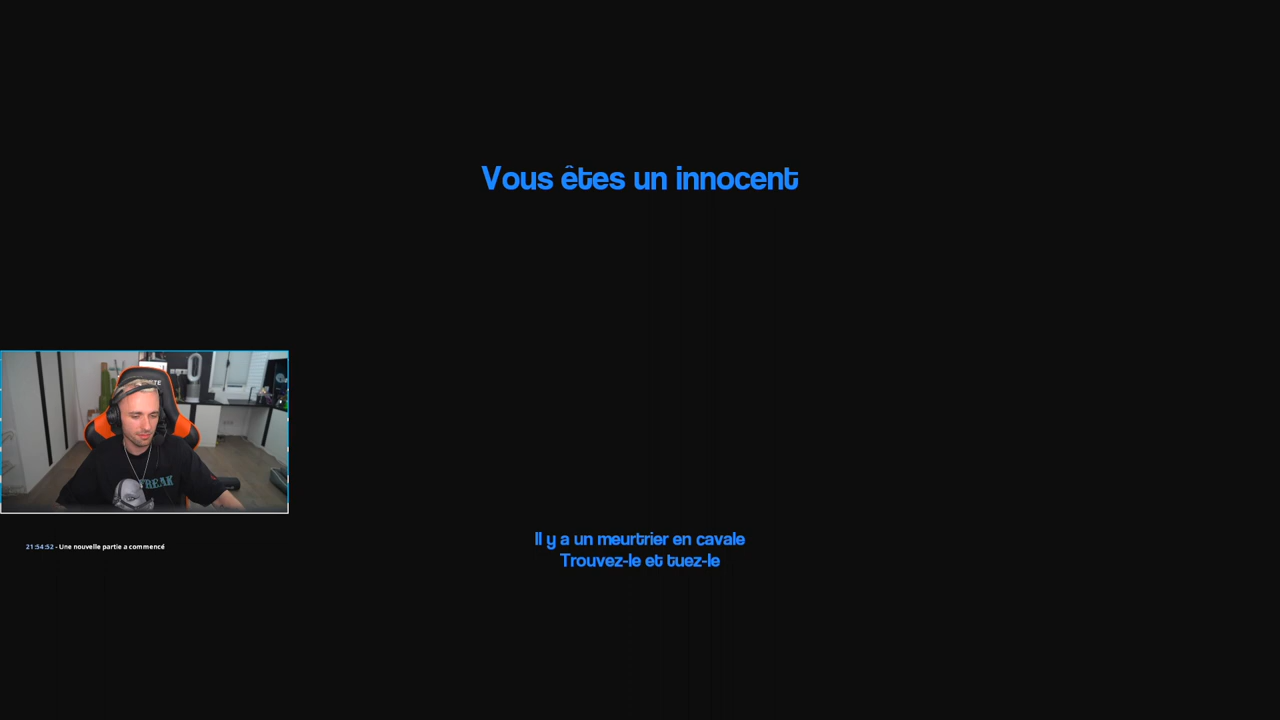 Vous êtes un innocent
TREAK
21:54:52 - Une nouvelle partie a commencé
Il y a un meurtrier en cavale
Trouvez-le et tuez-le